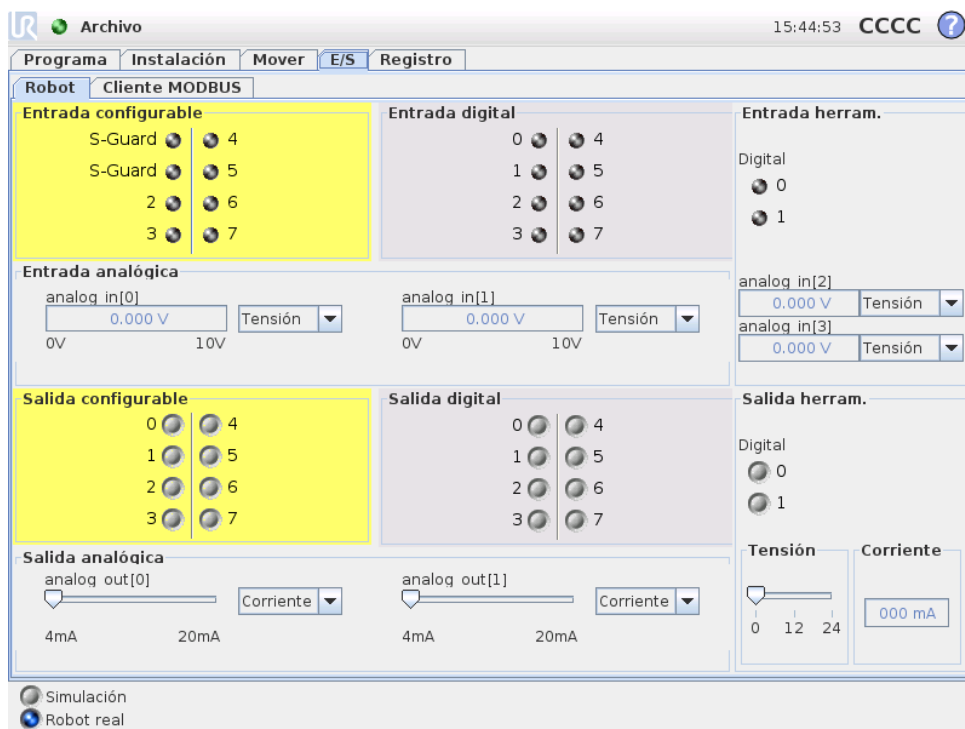 UR Archivo 15:44:53 CCCC ?
Programa Instalación Mover E/S Registro
Robot Cliente MODBUS
Entrada configurable
S-Guard 4
S-Guard 5
2 6
3 7
Entrada digital
0 4
1 5
2 6
3 7
Entrada herram.
Digital
0
1
Entrada analógica
analog in[0]
0.000 V Tensión
0V 10V
analog in[1]
0.000 V Tensión
0V 10V
analog in[2]
0.000 V Tensión
analog in[3]
0.000 V Tensión
Salida configurable
0 4
1 5
2 6
3 7
Salida digital
0 4
1 5
2 6
3 7
Salida herram.
Digital
0
1
Salida analógica
analog out[0]
Corriente
4mA 20mA
analog out[1]
Corriente
4mA 20mA
Tensión
0 12 24
Corriente
000 mA
Simulación
Robot real